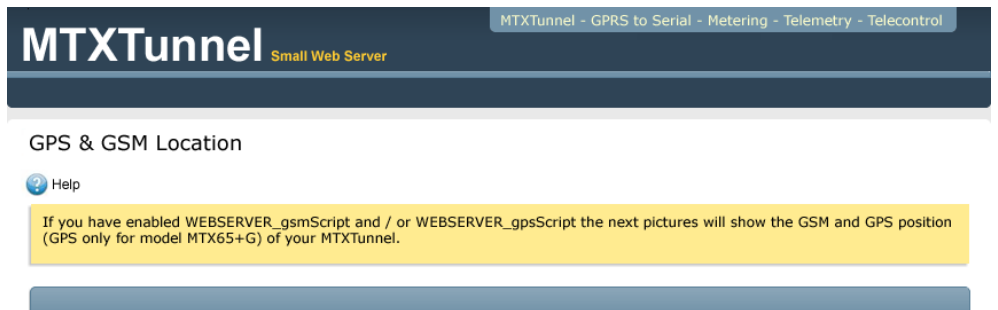 MTXTunnel - GPRS to Serial - Metering - Telemetry - Telecontrol
MTXTunnel Small Web Server
GPS & GSM Location
? Help
If you have enabled WEBSERVER_gsmScript and / or WEBSERVER_gpsScript the next pictures will show the GSM and GPS position
(GPS only for model MTX65+G) of your MTXTunnel.